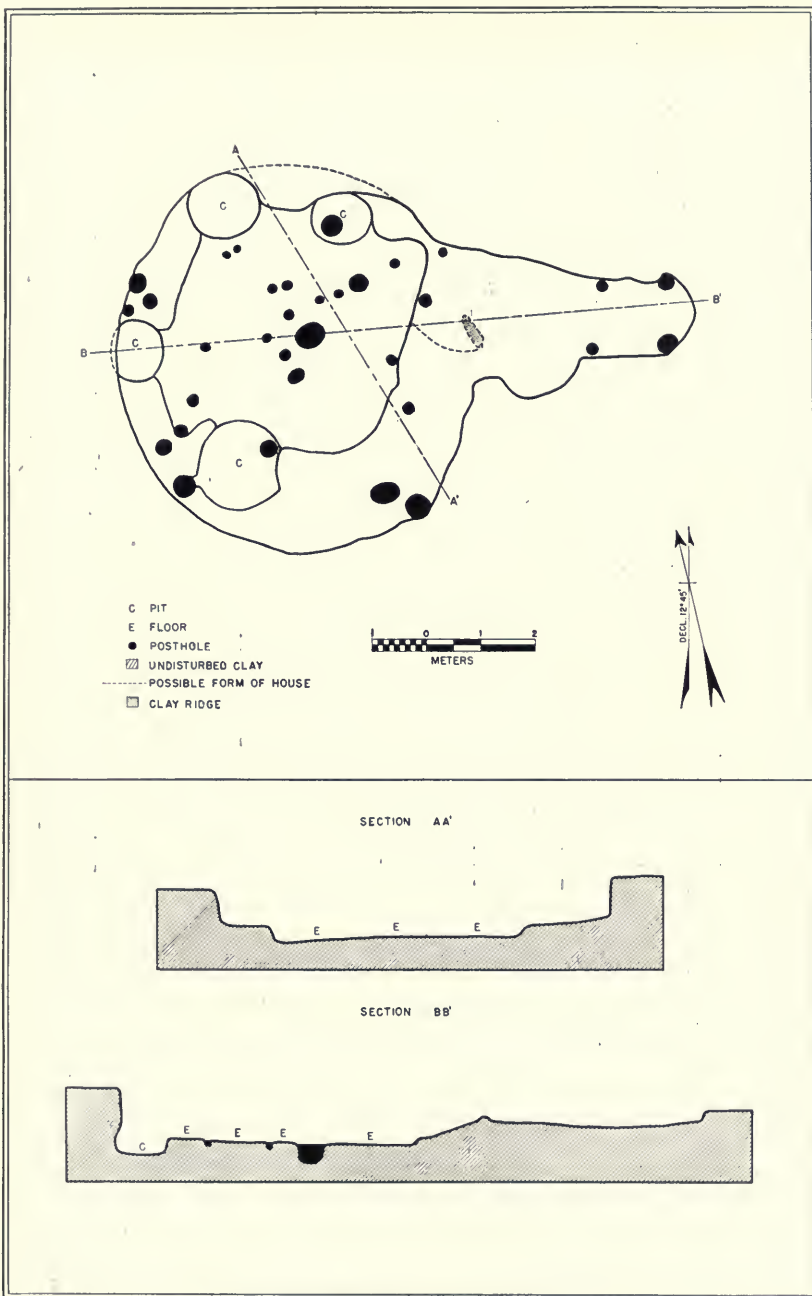 A
C
C
B'
B
C
C
A'
C PIT
E FLOOR
POSTHOLE
UNDISTURBED CLAY
POSSIBLE FORM OF HOUSE
CLAY RIDGE
1 0 1 2
METERS
DECL. 12° 45'
SECTION AA'
E E E
SECTION BB'
C E E E E